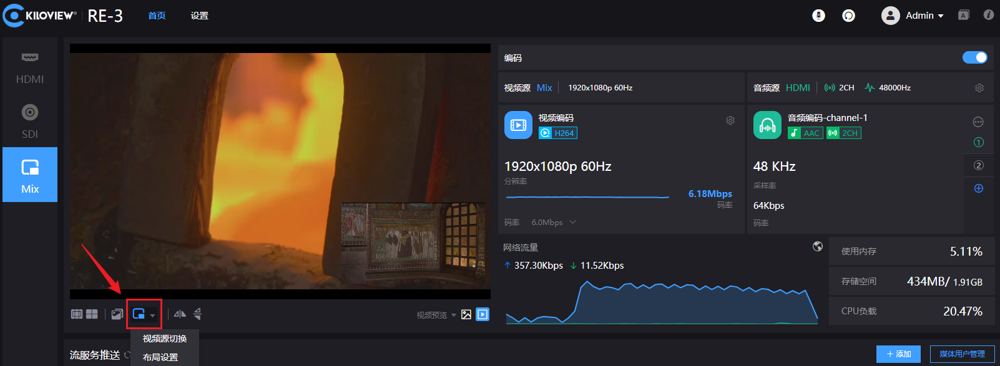 KILOVIEW® RE-3 首页 设置 Admin A i
HDMI
SDI
Mix
编码
视频源 Mix 1920x1080p 60Hz
音频源 HDMI 2CH 48000Hz
视频编码
H264
1920x1080p 60Hz
分辨率
6.18Mbps
码率
码率 6.0Mbps
音频编码-channel-1
AAC 2CH
1
2
48 KHz
采样率
64Kbps
码率
网络流量
357.30Kbps 11.52Kbps
使用内存 5.11%
存储空间 434MB/ 1.91GB
CPU负载 20.47%
视频预览
视频源切换
布局设置
流服务推送
+ 添加
媒体用户管理